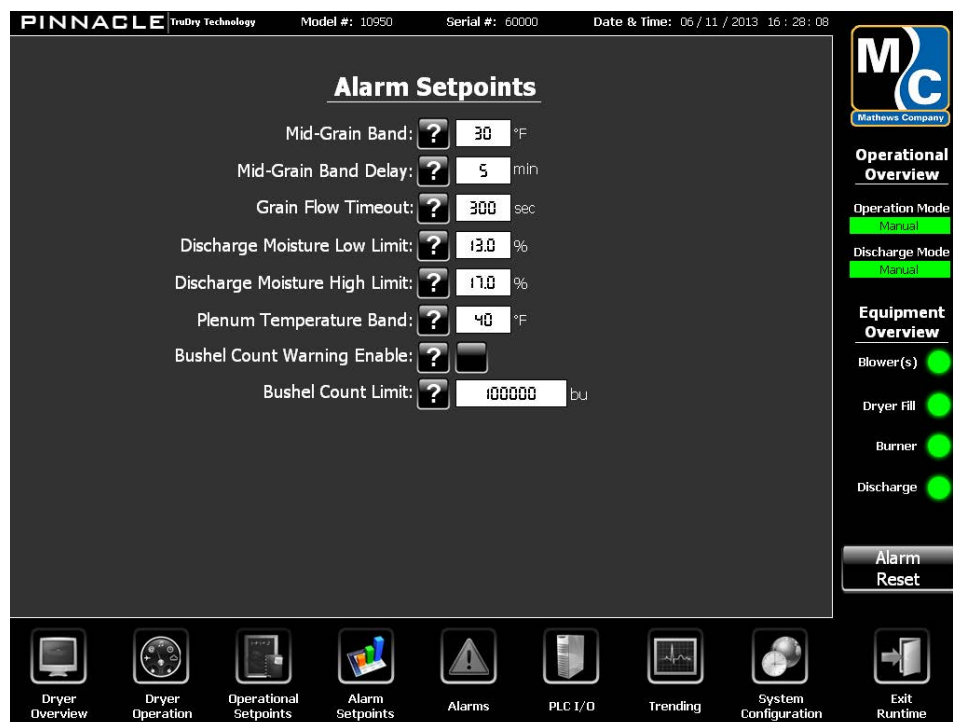 PINNACLE TruDry Technology Model #: 10950 Serial #: 60000 Date & Time: 06 / 11 / 2013 16 : 28 : 08
MC
Mathews Company
Alarm Setpoints
Mid-Grain Band: ? 30 °F
Mid-Grain Band Delay: ? 5 min
Grain Flow Timeout: ? 300 sec
Discharge Moisture Low Limit: ? 13.0 %
Discharge Moisture High Limit: ? 17.0 %
Plenum Temperature Band: ? 40 °F
Bushel Count Warning Enable: ?
Bushel Count Limit: ? 100000 bu
Operational
Overview
Operation Mode
Manual
Discharge Mode
Manual
Equipment
Overview
Blower(s)
Dryer Fill
Burner
Discharge
Alarm
Reset
Dryer
Overview
Dryer
Operation
Operational
Setpoints
Alarm
Setpoints
Alarms
PLC I/O
Trending
System
Configuration
Exit
Runtime